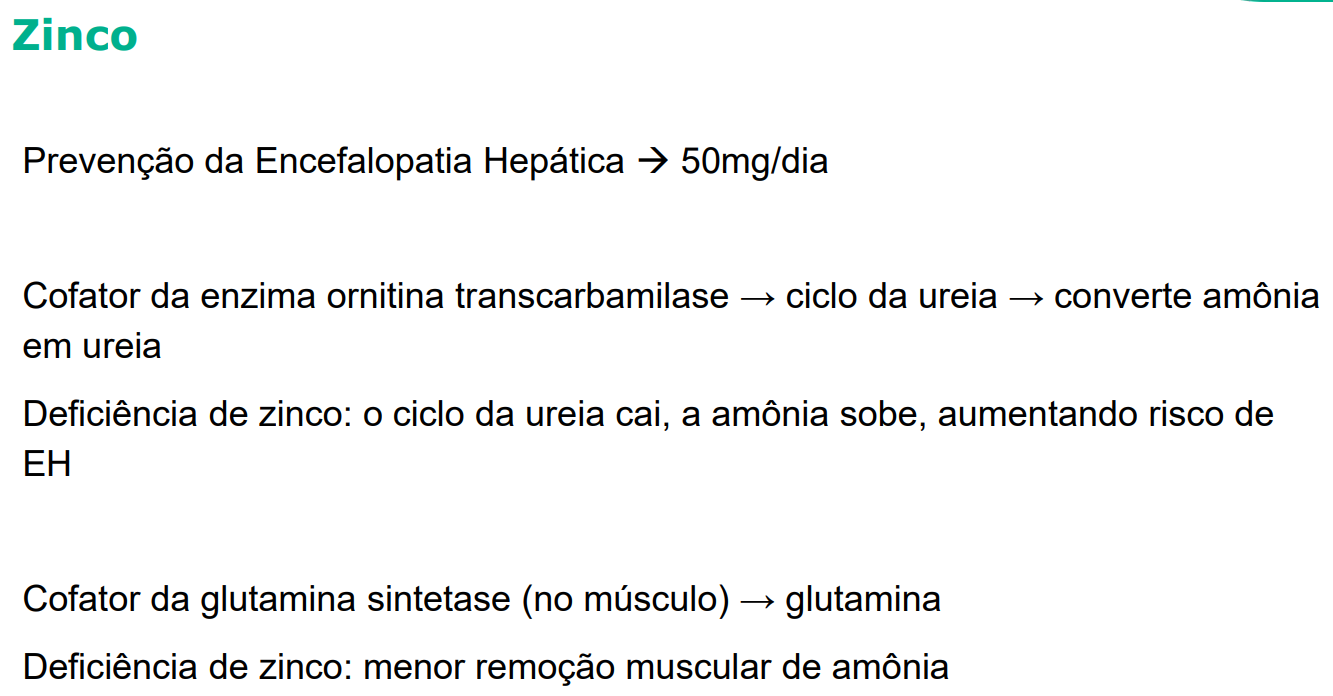 Zinco
Prevenção da Encefalopatia Hepática → 50mg/dia
Cofator da enzima ornitina transcarbamilase → ciclo da ureia → converte amônia
em ureia
Deficiência de zinco: o ciclo da ureia cai, a amônia sobe, aumentando risco de
EH
Cofator da glutamina sintetase (no músculo) → glutamina
Deficiência de zinco: menor remoção muscular de amônia